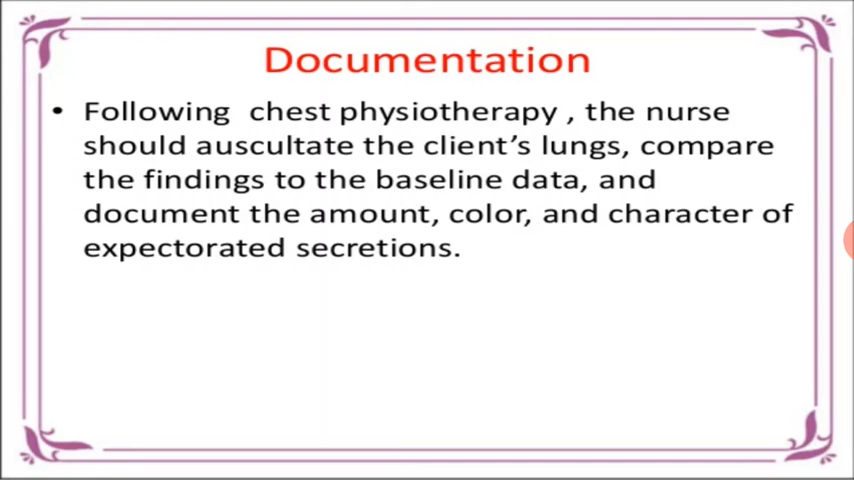 Documentation
• Following chest physiotherapy , the nurse
should auscultate the client's lungs, compare
the findings to the baseline data, and
document the amount, color, and character of
expectorated secretions.